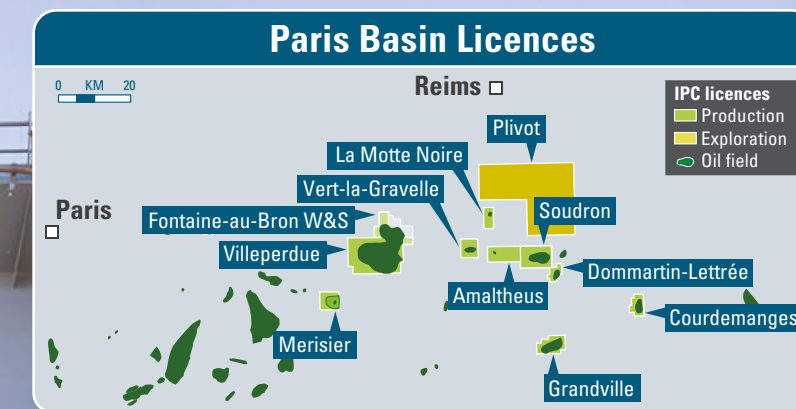 Paris Basin Licences
0 KM 20
Reims
IPC licences
Production
Exploration
Oil field
Plivot
La Motte Noire
Vert-la-Gravelle
Paris
Fontaine-au-Bron W&S
Soudron
Villeperdue
Dommartin-Lettrée
Amaltheus
Courdemanges
Merisier
Grandville